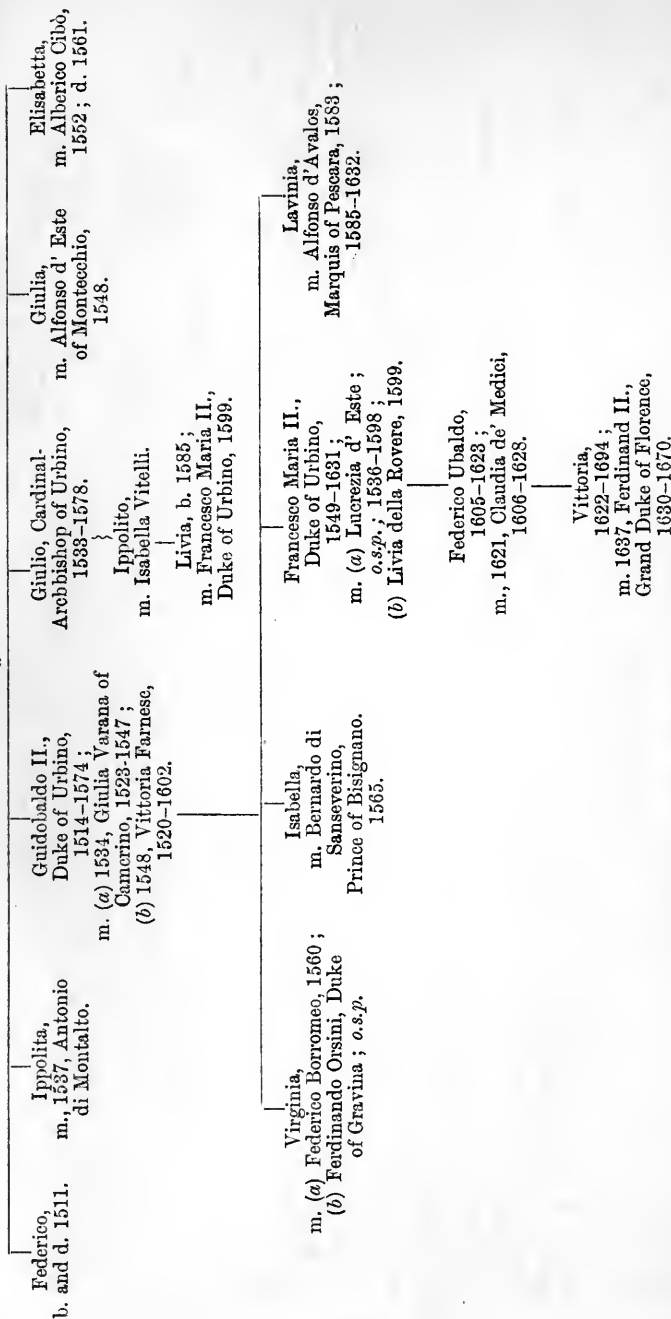 Federico,
b. and d. 1511.
Ippolita,
m., 1537, Antonio
di Montalto.
Guidobaldo II.,
Duke of Urbino,
1514–1574;
m. (a) 1534, Giulia Varana of
Camerino, 1523-1547;
(b) 1548, Vittoria Farnese,
1520–1602.
Giulio, Cardinal-
Archbishop of Urbino,
1533–1578.
Ippolito,
m. Isabella Vitelli.
Livia, b. 1585;
m. Francesco Maria II.,
Duke of Urbino, 1599.
Giulia,
m. Alfonso d' Este
of Montecchio,
1548.
Elisabetta,
m. Alberico Cibò,
1552; d. 1561.
Virginia,
m. (a) Federico Borromeo, 1560;
(b) Ferdinando Orsini, Duke
of Gravina; o.s.p.
Isabella,
m. Bernardo di
Sanseverino,
Prince of Bisignano.
1565.
Francesco Maria II.,
Duke of Urbino,
1549–1631;
m. (a) Lucrezia d' Este;
o.s.p.; 1536–1598;
(b) Livia della Rovere, 1599.
Federico Ubaldo,
1605–1623;
m., 1621, Claudia de' Medici,
1606–1628.
Vittoria,
1622–1694;
m. 1637, Ferdinand II.,
Grand Duke of Florence,
1630–1670.
Lavinia,
m. Alfonso d'Avalos,
Marquis of Pescara, 1583;
1585–1632.